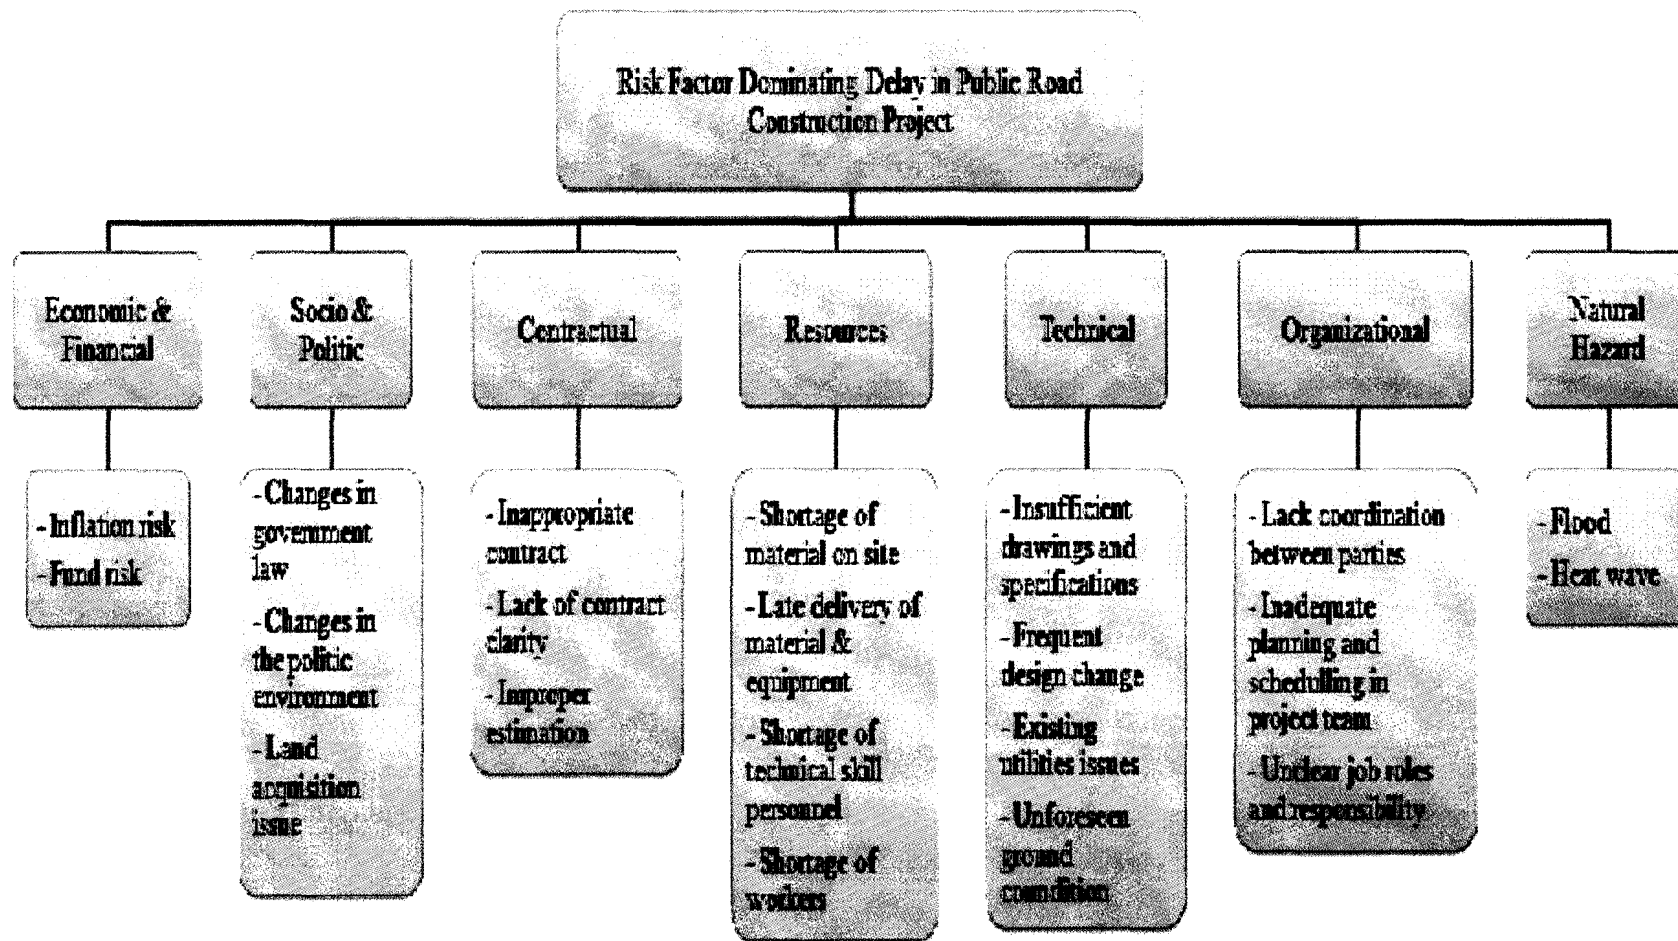 Risk Factor Dominating Delay in Public Road
Construction Project
Economic &
Financial
Socio &
Politic
Contractual
Resources
Technical
Organizational
Natural
Hazard
- Inflation risk
- Fund risk
- Changes in
government
law
- Changes in
the politic
environment
- Land
acquisition
issue
- Inappropriate
contract
- Lack of contract
clarity
- Improper
estimation
- Shortage of
material on site
- Late delivery of
material &
equipment
- Shortage of
technical skill
personnel
- Shortage of
workers
- Insufficient
drawings and
specifications
- Frequent
design change
- Existing
utilities issues
- Unforeseen
ground
coundition
- Lack coordination
between parties
- Inadequate
planning and
schedulling in
project team
- Unclear job roles
and responsibility
- Flood
- Heat wave